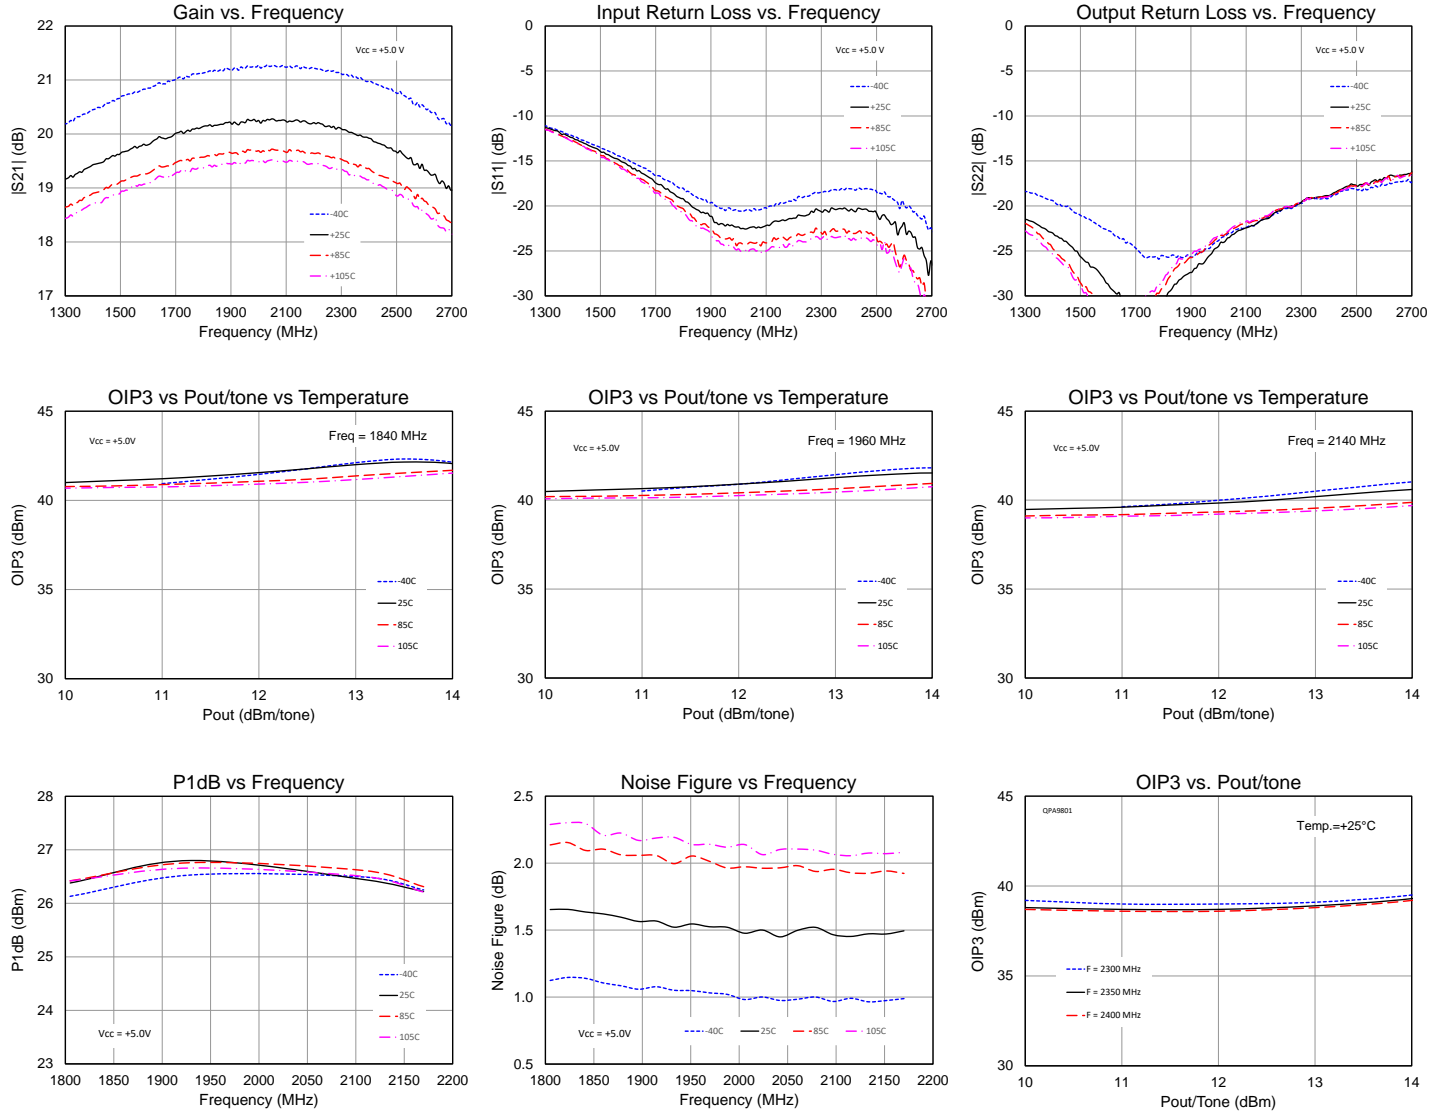 Gain vs. Frequency
22
21
20
19
18
17
|S21| (dB)
Vcc = +5.0 V
-40C
+25C
+85C
+105C
1300 1500 1700 1900 2100 2300 2500 2700
Frequency (MHz)
Input Return Loss vs. Frequency
0
-5
-10
-15
-20
-25
-30
|S11| (dB)
Vcc = +5.0 V
-40C
+25C
+85C
+105C
1300 1500 1700 1900 2100 2300 2500 2700
Frequency (MHz)
Output Return Loss vs. Frequency
0
-5
-10
-15
-20
-25
-30
|S22| (dB)
Vcc = +5.0 V
-40C
+25C
+85C
+105C
1300 1500 1700 1900 2100 2300 2500 2700
Frequency (MHz)
OIP3 vs Pout/tone vs Temperature
45
40
35
30
OIP3 (dBm)
Vcc = +5.0V
Freq = 1840 MHz
-40C
25C
85C
105C
10 11 12 13 14
Pout (dBm/tone)
OIP3 vs Pout/tone vs Temperature
45
40
35
30
OIP3 (dBm)
Vcc = +5.0V
Freq = 1960 MHz
-40C
25C
85C
105C
10 11 12 13 14
Pout (dBm/tone)
OIP3 vs Pout/tone vs Temperature
45
40
35
30
OIP3 (dBm)
Vcc = +5.0V
Freq = 2140 MHz
-40C
25C
85C
105C
10 11 12 13 14
Pout (dBm/tone)
P1dB vs Frequency
28
27
26
25
24
23
P1dB (dBm)
-40C
25C
85C
105C
Vcc = +5.0V
1800 1850 1900 1950 2000 2050 2100 2150 2200
Frequency (MHz)
Noise Figure vs Frequency
2.5
2.0
1.5
1.0
0.5
Noise Figure (dB)
Vcc = +5.0V
-40C 25C 85C 105C
1800 1850 1900 1950 2000 2050 2100 2150 2200
Frequency (MHz)
OIP3 vs. Pout/tone
45
40
35
30
OIP3 (dBm)
QPA9801
Temp.=+25°C
F = 2300 MHz
F = 2350 MHz
F = 2400 MHz
10 11 12 13 14
Pout/Tone (dBm)